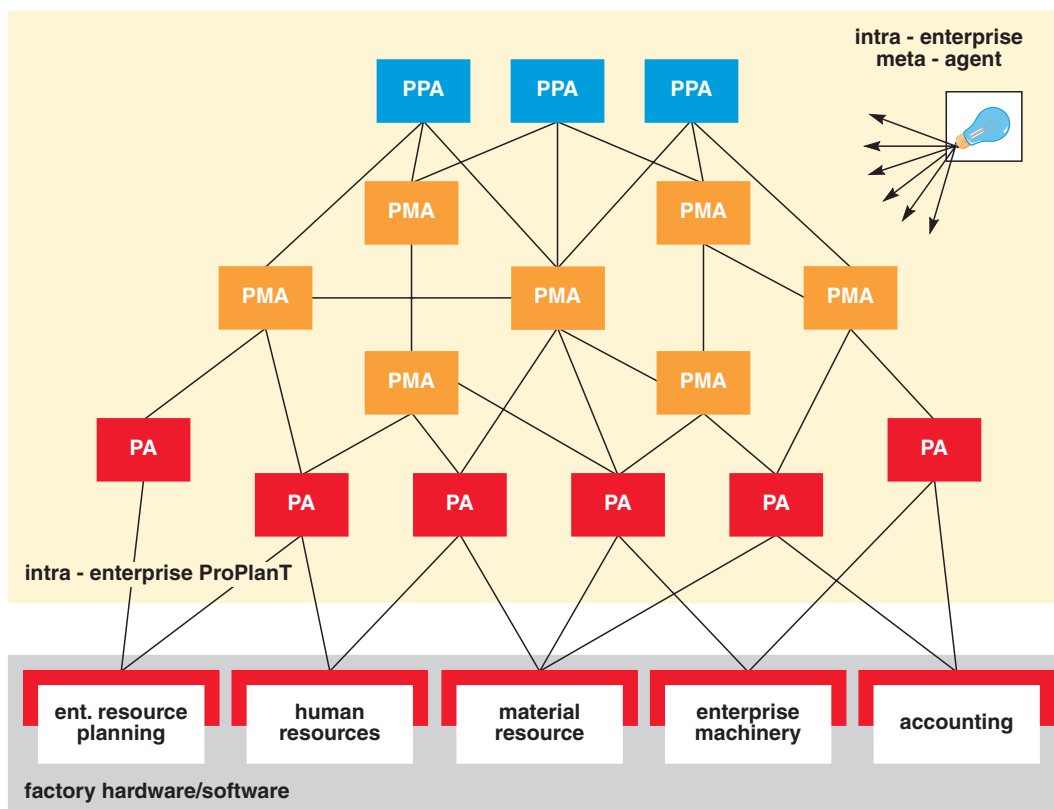 intra - enterprise
meta - agent
PPA
PPA
PPA
PMA
PMA
PMA
PMA
PMA
PMA
PMA
PA
PA
PA
PA
PA
PA
intra - enterprise ProPlanT
ent. resource
planning
human
resources
material
resource
enterprise
machinery
accounting
factory hardware/software